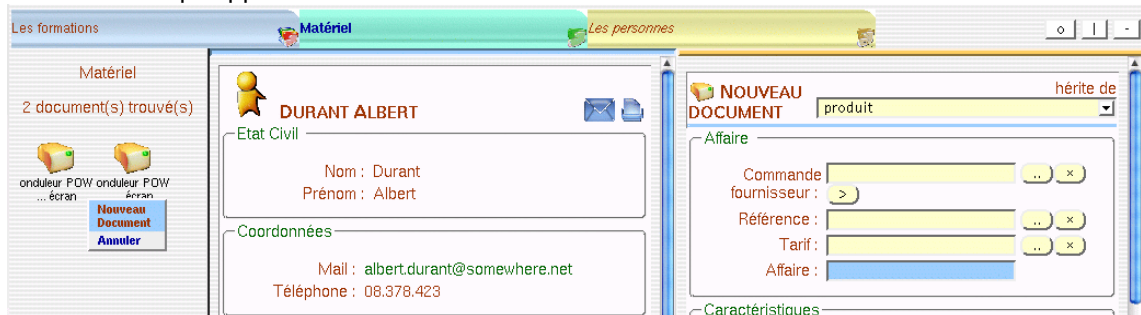 Les formations
Matériel
Les personnes
o | -
Matériel
2 document(s) trouvé(s)
onduleur POW onduleur POW
... écran écran
Nouveau
Document
Annuler
DURANT ALBERT
Etat Civil
Nom : Durant
Prénom : Albert
Coordonnées
Mail : albert.durant@somewhere.net
Téléphone : 08.378.423
NOUVEAU
DOCUMENT
hérite de
produit
Affaire
Commande
fournisseur :
.. ×
>
Référence : .. ×
Tarif : .. ×
Affaire :
Caractéristiques